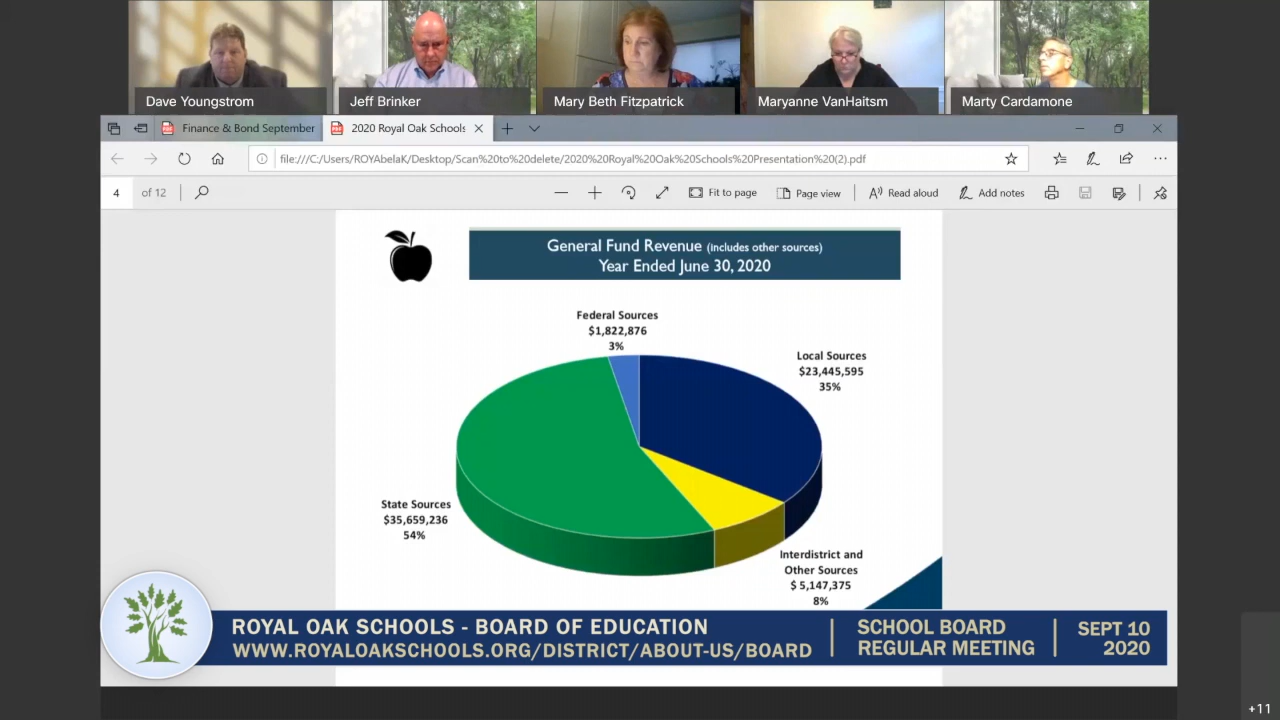 Dave Youngstrom
Jeff Brinker
Mary Beth Fitzpatrick
Maryanne VanHaitsm
Marty Cardamone
Finance & Bond September
2020 Royal Oak Schools
file:///C:/Users/ROYAbelaK/Desktop/Scan%20to%20delete/2020%20Royal%20Oak%20Schools%20Presentation%20(2).pdf
4 of 12
Fit to page
Page view
Read aloud
Add notes
General Fund Revenue (includes other sources)
Year Ended June 30, 2020
Federal Sources
$1,822,876
3%
Local Sources
$23,445,595
35%
State Sources
$35,659,236
54%
Interdistrict and
Other Sources
$ 5,147,375
8%
ROYAL OAK SCHOOLS - BOARD OF EDUCATION
WWW.ROYALOAKSCHOOLS.ORG/DISTRICT/ABOUT-US/BOARD
SCHOOL BOARD
REGULAR MEETING
SEPT 10
2020
+11